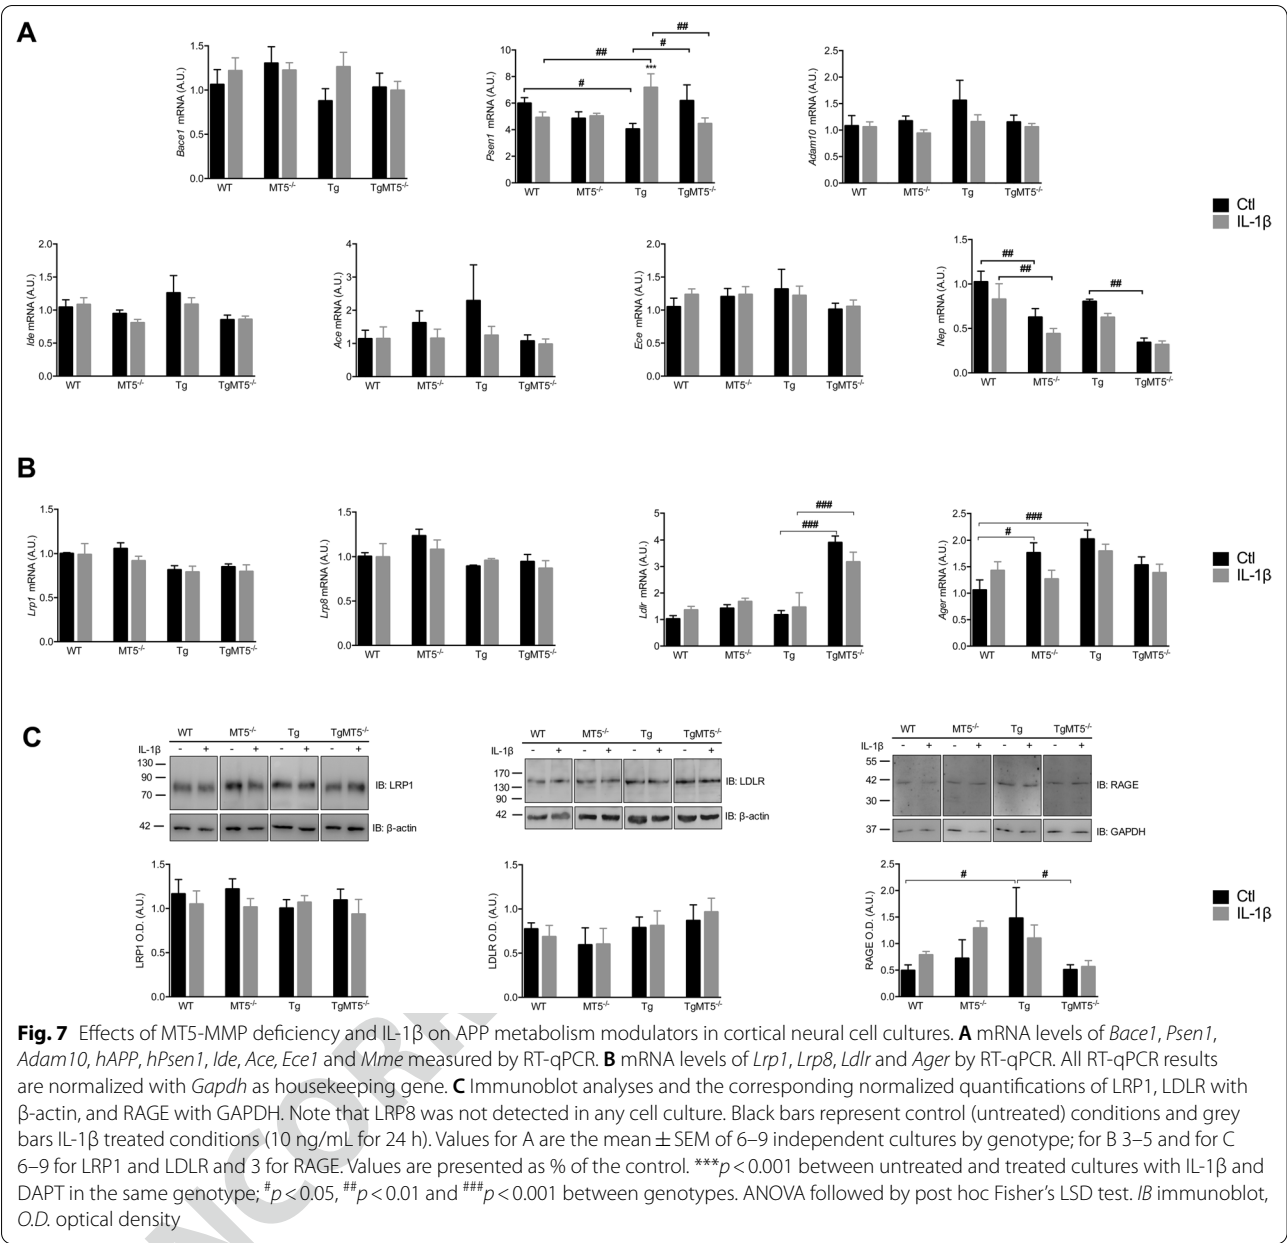 A
Bace1 mRNA (A.U.)
1.5
1.0
0.5
0.0
WT MT5-/- Tg TgMT5-/-
Psen1 mRNA (A.U.)
10
8
6
4
2
0
##
#
##
***
#
WT MT5-/- Tg TgMT5-/-
Adam10 mRNA (A.U.)
2.5
2.0
1.5
1.0
0.5
0.0
WT MT5-/- Tg TgMT5-/-
Ctl
IL-1β
Ide mRNA (A.U.)
2.0
1.5
1.0
0.5
0.0
WT MT5-/- Tg TgMT5-/-
Ace mRNA (A.U.)
4
3
2
1
0
WT MT5-/- Tg TgMT5-/-
Ece mRNA (A.U.)
2.0
1.5
1.0
0.5
0.0
WT MT5-/- Tg TgMT5-/-
Nep mRNA (A.U.)
1.5
1.0
0.5
0.0
##
##
##
WT MT5-/- Tg TgMT5-/-
B
Lrp1 mRNA (A.U.)
1.5
1.0
0.5
0.0
WT MT5-/- Tg TgMT5-/-
Lrp8 mRNA (A.U.)
1.5
1.0
0.5
0.0
WT MT5-/- Tg TgMT5-/-
Ldlr mRNA (A.U.)
5
4
3
2
1
0
###
###
WT MT5-/- Tg TgMT5-/-
Ager mRNA (A.U.)
2.5
2.0
1.5
1.0
0.5
0.0
###
#
WT MT5-/- Tg TgMT5-/-
Ctl
IL-1β
C
WT MT5-/- Tg TgMT5-/-
IL-1β - + - + - + - +
130
90
70
IB: LRP1
42
IB: β-actin
WT MT5-/- Tg TgMT5-/-
IL-1β - + - + - + - +
170
130
90
IB: LDLR
42
IB: β-actin
WT MT5-/- Tg TgMT5-/-
IL-1β - + - + - + - +
55
42
30
IB: RAGE
37
IB: GAPDH
LRP1 O.D. (A.U.)
1.5
1.0
0.5
0.0
WT MT5-/- Tg TgMT5-/-
LDLR O.D. (A.U.)
1.5
1.0
0.5
0.0
WT MT5-/- Tg TgMT5-/-
RAGE O.D. (A.U.)
2.5
2.0
1.5
1.0
0.5
0.0
#
#
WT MT5-/- Tg TgMT5-/-
Ctl
IL-1β
Fig. 7 Effects of MT5-MMP deficiency and IL-1β on APP metabolism modulators in cortical neural cell cultures. A mRNA levels of Bace1, Psen1,
Adam10, hAPP, hPsen1, Ide, Ace, Ece1 and Mme measured by RT-qPCR. B mRNA levels of Lrp1, Lrp8, Ldlr and Ager by RT-qPCR. All RT-qPCR results
are normalized with Gapdh as housekeeping gene. C Immunoblot analyses and the corresponding normalized quantifications of LRP1, LDLR with
β-actin, and RAGE with GAPDH. Note that LRP8 was not detected in any cell culture. Black bars represent control (untreated) conditions and grey
bars IL-1β treated conditions (10 ng/mL for 24 h). Values for A are the mean ± SEM of 6–9 independent cultures by genotype; for B 3–5 and for C
6–9 for LRP1 and LDLR and 3 for RAGE. Values are presented as % of the control. ***p < 0.001 between untreated and treated cultures with IL-1β and
DAPT in the same genotype; #p < 0.05, ##p < 0.01 and ###p < 0.001 between genotypes. ANOVA followed by post hoc Fisher's LSD test. IB immunoblot,
O.D. optical density